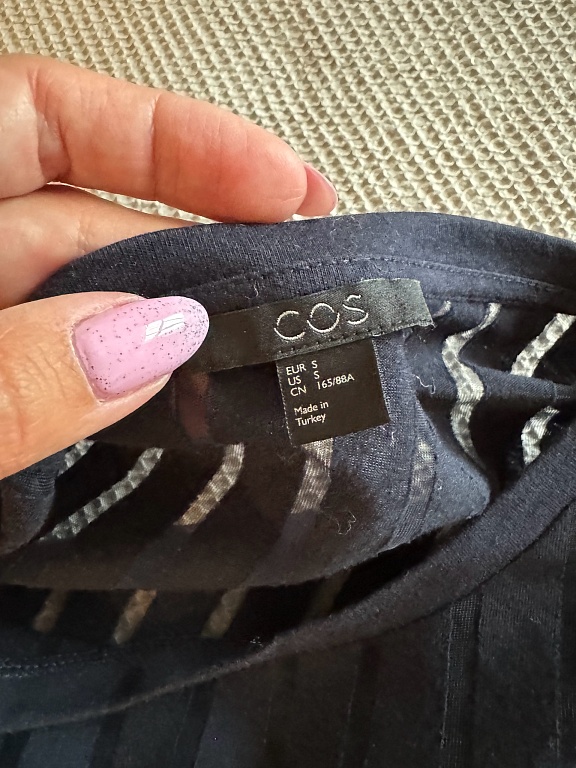 COS
EUR S
US S
CN 165/88A
Made in
Turkey